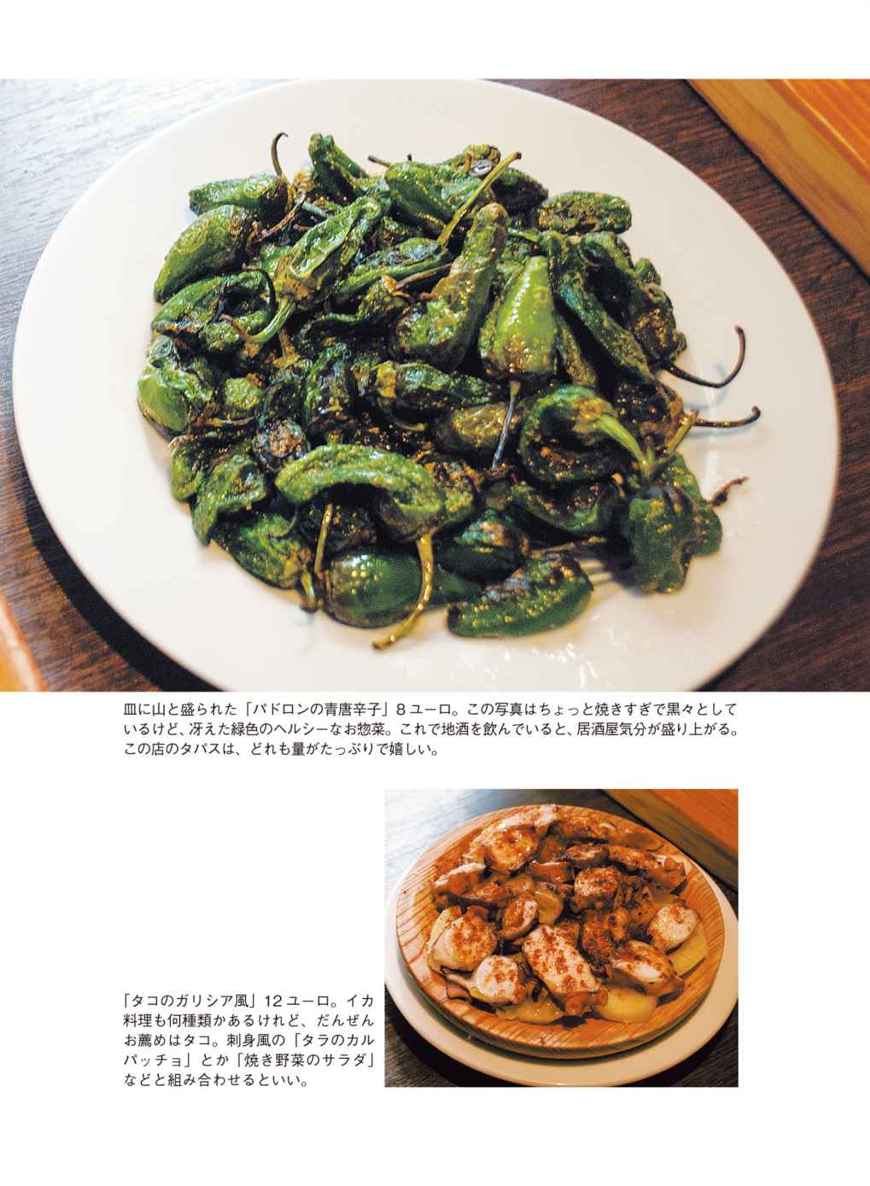 皿に山と盛られた「パドロンの青唐辛子」8ユーロ。この写真はちょっと焼きすぎで黒々として
いるけど、冴えた緑色のヘルシーなお惣菜。これで地酒を飲んでいると、居酒屋気分が盛り上がる。
この店のタパスは、どれも量がたっぷりで嬉しい。
「タコのガリシア風」12ユーロ。イカ
料理も何種類かあるけれど、だんぜん
お薦めはタコ。刺身風の「タラのカル
パッチョ」とか「焼き野菜のサラダ」
などと組み合わせるといい。